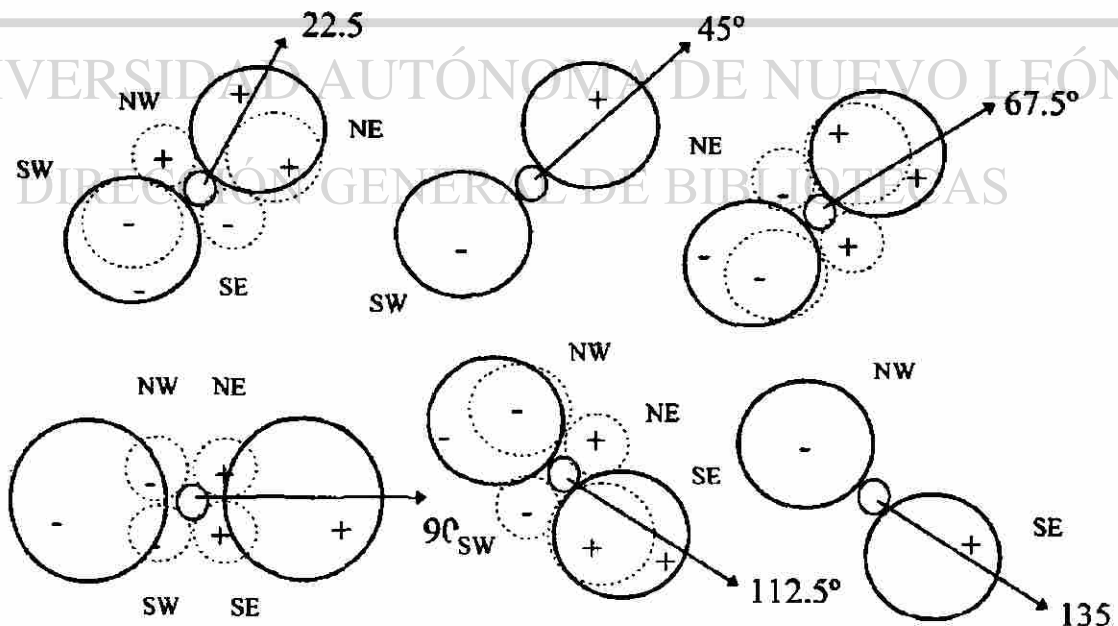 22.5
45º
67.5º
UNIVERSIDAD AUTÓNOMA DE NUEVO LEÓN
NW
+
+
NE
+
+
NE
+
+
SW
DIRECCIÓN GENERAL DE BIBLIOTECAS
-
-
-
-
+
-
-
-
-
SE
SW
NW
NE
NW
NE
SE
NW
-
+
-
-
+
-
-
+
+
+
-
-
+
+
SW
SE
90
SW
112.5º
SE
135